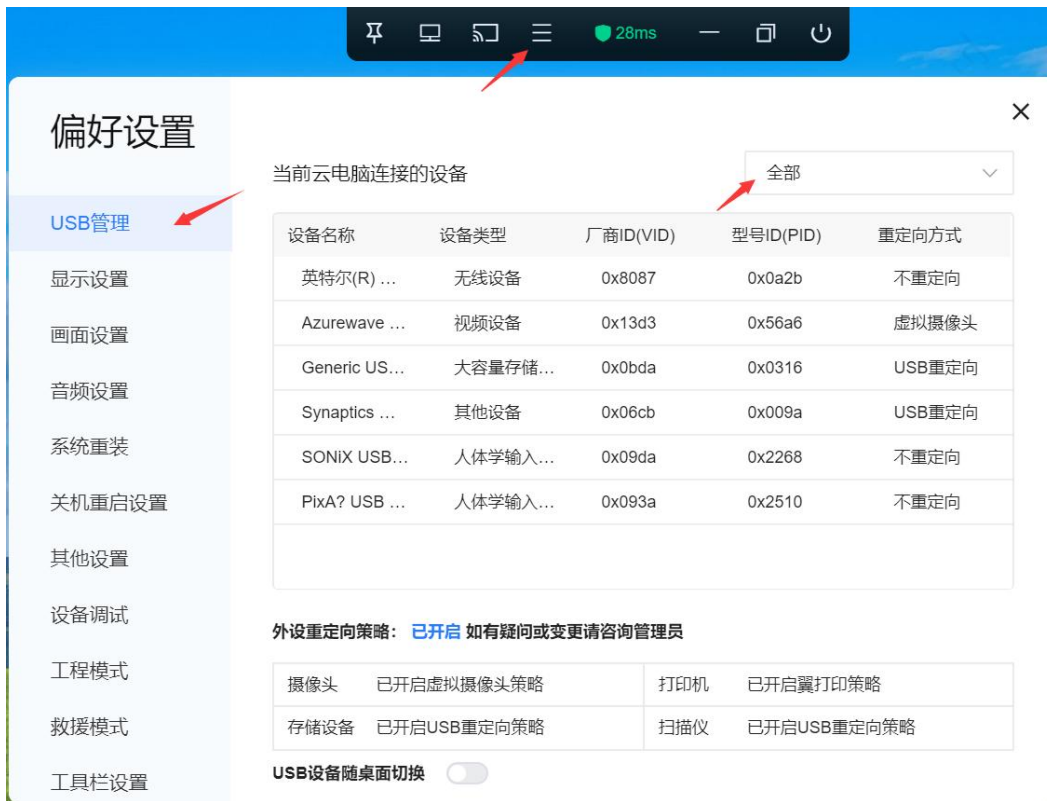 28ms
偏好设置
USB管理
显示设置
画面设置
音频设置
系统重装
关机重启设置
其他设置
设备调试
工程模式
救援模式
工具栏设置
当前云电脑连接的设备 全部
设备名称 设备类型 厂商ID(VID) 型号ID(PID) 重定向方式
英特尔(R) ... 无线设备 0x8087 0x0a2b 不重定向
Azurewave ... 视频设备 0x13d3 0x56a6 虚拟摄像头
Generic US... 大容量存储... 0x0bda 0x0316 USB重定向
Synaptics ... 其他设备 0x06cb 0x009a USB重定向
SONiX USB... 人体学输入... 0x09da 0x2268 不重定向
PixA? USB ... 人体学输入... 0x093a 0x2510 不重定向
外设重定向策略： 已开启 如有疑问或变更请咨询管理员
摄像头 已开启虚拟摄像头策略 打印机 已开启翼打印策略
存储设备 已开启USB重定向策略 扫描仪 已开启USB重定向策略
USB设备随桌面切换